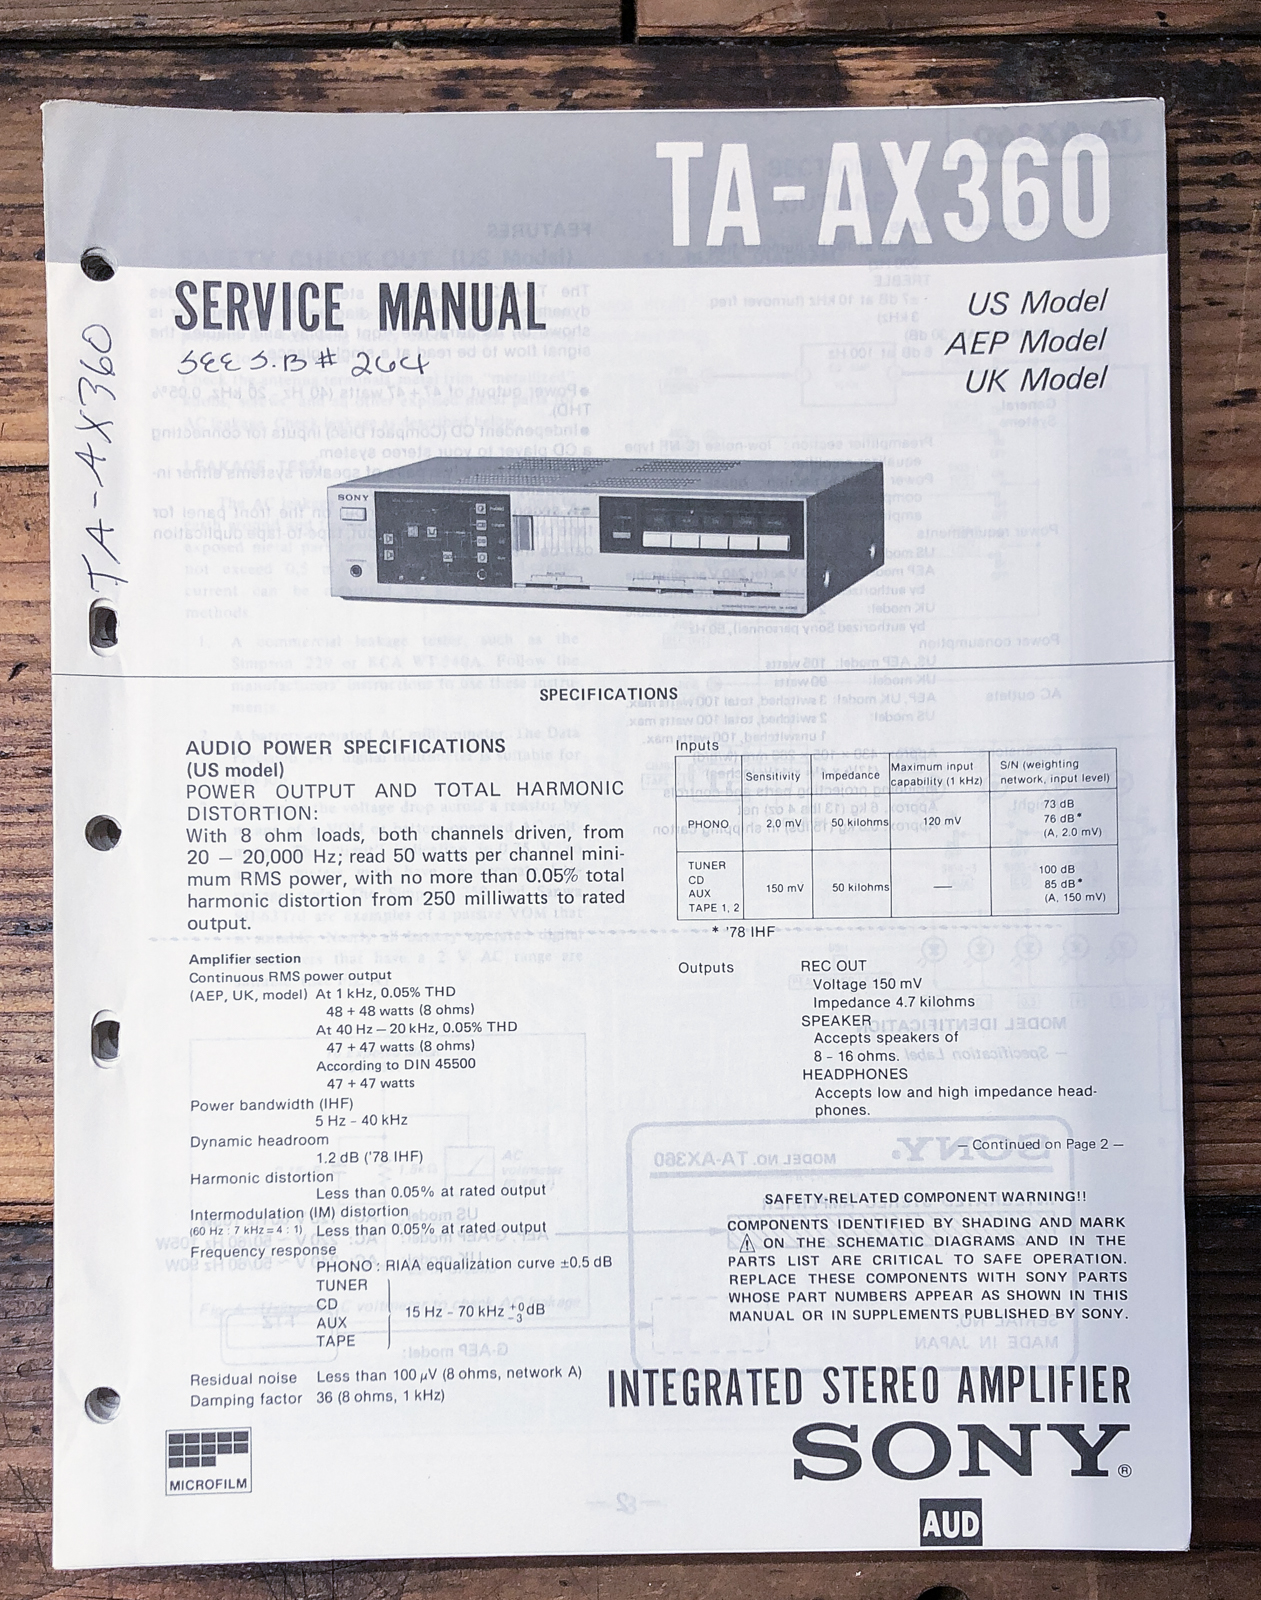 TA-AX360
SERVICE MANUAL
US Model
AEP Model
UK Model
SEE S.B # 264
TA-AX360
SONY
SPECIFICATIONS
AUDIO POWER SPECIFICATIONS
(US model)
POWER OUTPUT AND TOTAL HARMONIC
DISTORTION:
With 8 ohm loads, both channels driven, from
20 – 20,000 Hz; read 50 watts per channel mini-
mum RMS power, with no more than 0.05% total
harmonic distortion from 250 milliwatts to rated
output.
Amplifier section
Continuous RMS power output
(AEP, UK, model) At 1 kHz, 0.05% THD
48 + 48 watts (8 ohms)
At 40 Hz – 20 kHz, 0.05% THD
47 + 47 watts (8 ohms)
According to DIN 45500
47 + 47 watts
Power bandwidth (IHF)
5 Hz - 40 kHz
Dynamic headroom
1.2 dB ('78 IHF)
Harmonic distortion
Less than 0.05% at rated output
Intermodulation (IM) distortion
(60 Hz : 7 kHz = 4 : 1) Less than 0.05% at rated output
Frequency response
PHONO : RIAA equalization curve ±0.5 dB
TUNER
CD
AUX
TAPE
15 Hz - 70 kHz +0 -3 dB
Residual noise Less than 100 μV (8 ohms, network A)
Damping factor 36 (8 ohms, 1 kHz)
MICROFILM
Inputs
Sensitivity Impedance Maximum input capability (1 kHz) S/N (weighting network, input level)
PHONO 2.0 mV 50 kilohms 120 mV 73 dB 76 dB* (A, 2.0 mV)
TUNER CD AUX TAPE 1, 2 150 mV 50 kilohms — 100 dB 85 dB* (A, 150 mV)
* '78 IHF
Outputs REC OUT
Voltage 150 mV
Impedance 4.7 kilohms
SPEAKER
Accepts speakers of
8 - 16 ohms.
HEADPHONES
Accepts low and high impedance head-
phones.
— Continued on Page 2 —
SAFETY-RELATED COMPONENT WARNING!!
COMPONENTS IDENTIFIED BY SHADING AND MARK
⚠ ON THE SCHEMATIC DIAGRAMS AND IN THE
PARTS LIST ARE CRITICAL TO SAFE OPERATION.
REPLACE THESE COMPONENTS WITH SONY PARTS
WHOSE PART NUMBERS APPEAR AS SHOWN IN THIS
MANUAL OR IN SUPPLEMENTS PUBLISHED BY SONY.
INTEGRATED STEREO AMPLIFIER
SONY®
AUD